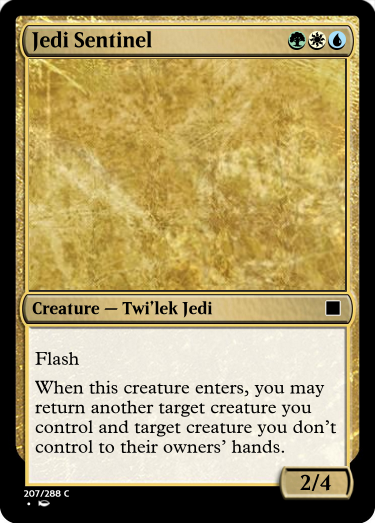 Jedi Sentinel
Creature — Twi'lek Jedi
Flash
When this creature enters, you may
return another target creature you
control and target creature you don't
control to their owners' hands.
2/4
207/288 C